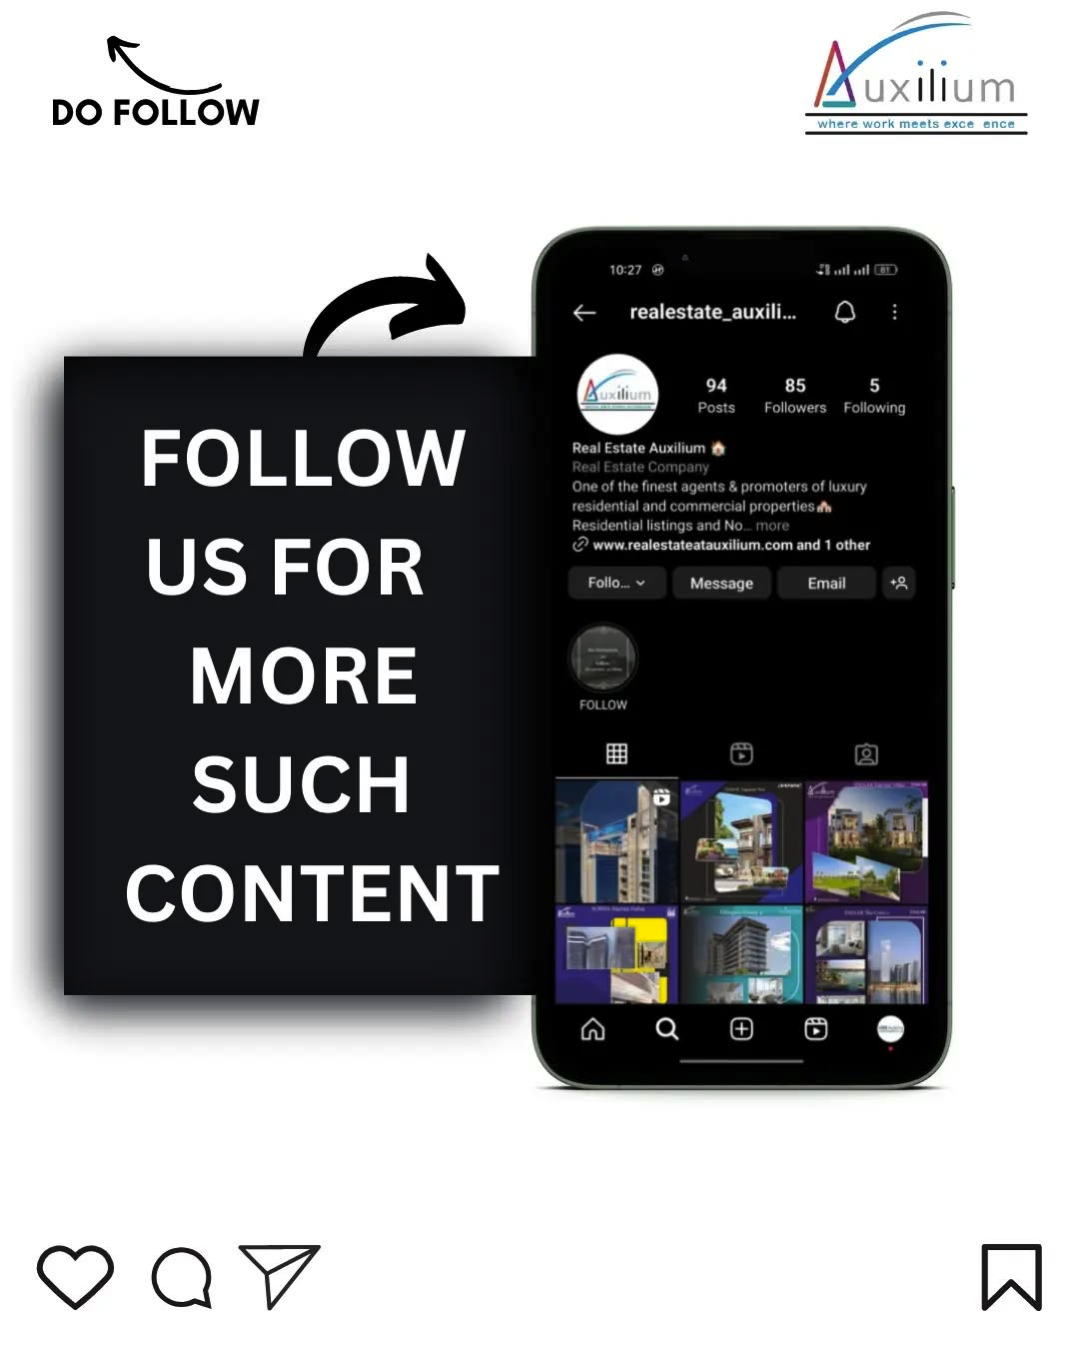 DO FOLLOW
Auxilium
where work meets exce ence
FOLLOW
US FOR
MORE
SUCH
CONTENT
10:27
81
realestate_auxili...
Auxilium
94
85
5
Posts
Followers
Following
Real Estate Auxilium
Real Estate Company
One of the finest agents & promoters of luxury
residential and commercial properties
Residential listings and No... more
www.realestateatauxilium.com and 1 other
Follo...
Message
Email
FOLLOW